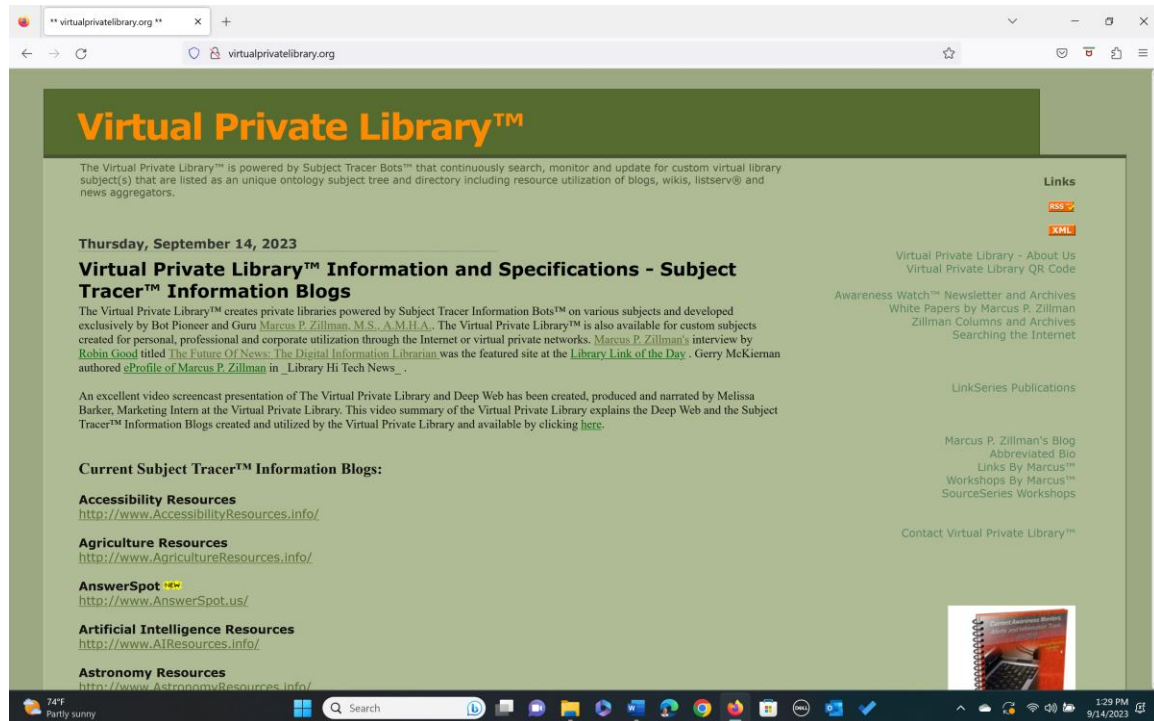 ** virtualprivatelibrary.org **
virtualprivatelibrary.org
Virtual Private Library™
The Virtual Private Library™ is powered by Subject Tracer Bots™ that continuously search, monitor and update for custom virtual library
subject(s) that are listed as an unique ontology subject tree and directory including resource utilization of blogs, wikis, listserv® and
news aggregators.
Thursday, September 14, 2023
Virtual Private Library™ Information and Specifications - Subject
Tracer™ Information Blogs
The Virtual Private Library™ creates private libraries powered by Subject Tracer Information Bots™ on various subjects and developed
exclusively by Bot Pioneer and Guru Marcus P. Zillman, M.S., A.M.H.A.. The Virtual Private Library™ is also available for custom subjects
created for personal, professional and corporate utilization through the Internet or virtual private networks. Marcus P. Zillman's interview by
Robin Good titled The Future Of News: The Digital Information Librarian was the featured site at the Library Link of the Day . Gerry McKiernan
authored eProfile of Marcus P. Zillman in _Library Hi Tech News_ .
An excellent video screencast presentation of The Virtual Private Library and Deep Web has been created, produced and narrated by Melissa
Barker, Marketing Intern at the Virtual Private Library. This video summary of the Virtual Private Library explains the Deep Web and the Subject
Tracer™ Information Blogs created and utilized by the Virtual Private Library and available by clicking here.
Current Subject Tracer™ Information Blogs:
Accessibility Resources
http://www.AccessibilityResources.info/
Agriculture Resources
http://www.AgricultureResources.info/
AnswerSpot NEW
http://www.AnswerSpot.us/
Artificial Intelligence Resources
http://www.AIResources.info/
Astronomy Resources
http://www.AstronomyResources.info/
Links
RSS
XML
Virtual Private Library - About Us
Virtual Private Library QR Code
Awareness Watch™ Newsletter and Archives
White Papers by Marcus P. Zillman
Zillman Columns and Archives
Searching the Internet
LinkSeries Publications
Marcus P. Zillman's Blog
Abbreviated Bio
Links By Marcus™
Workshops By Marcus™
SourceSeries Workshops
Contact Virtual Private Library™
74°F
Partly sunny
Search
DELL
1:29 PM
9/14/2023